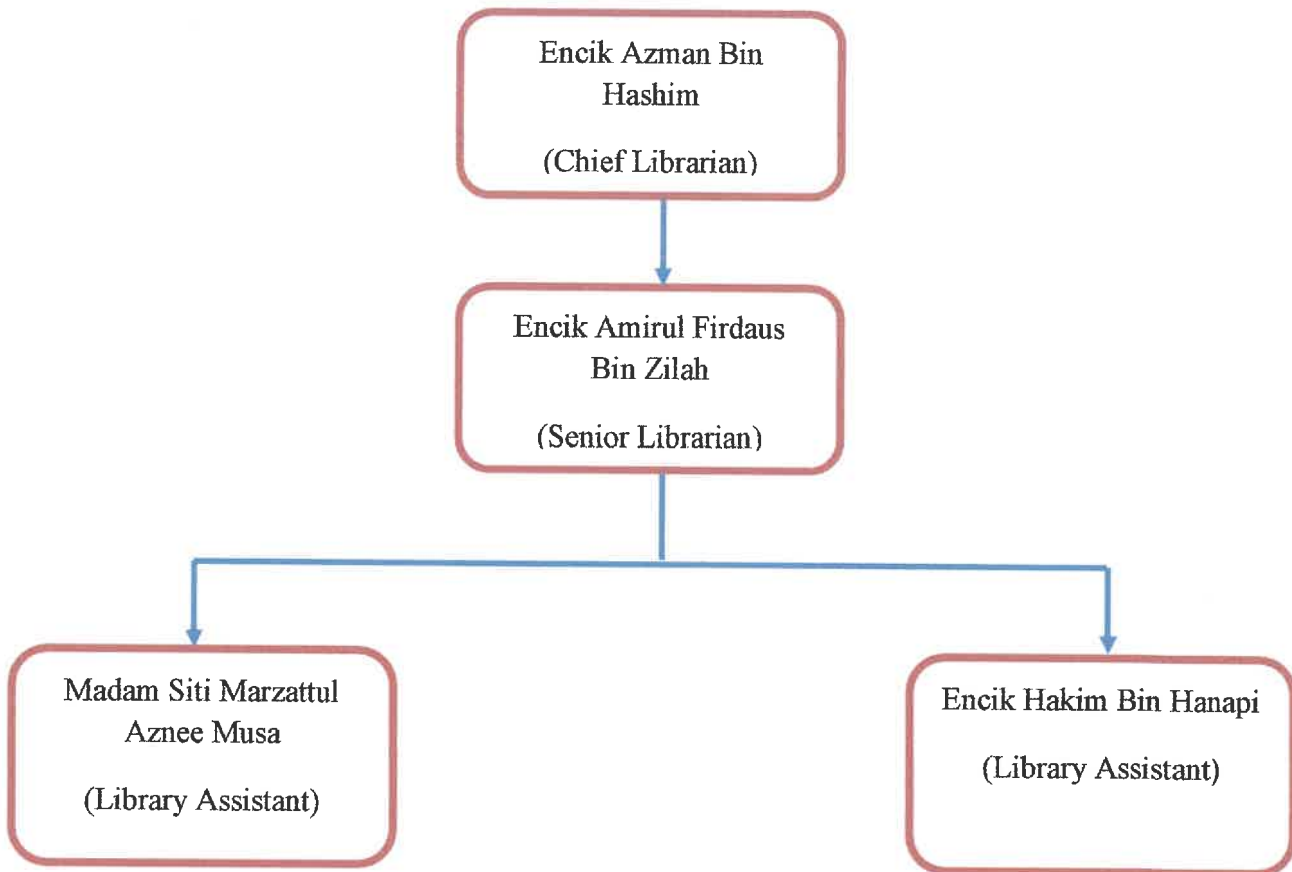 Encik Azman Bin
Hashim
(Chief Librarian)
Encik Amirul Firdaus
Bin Zilah
(Senior Librarian)
Madam Siti Marzattul
Aznee Musa
(Library Assistant)
Encik Hakim Bin Hanapi
(Library Assistant)